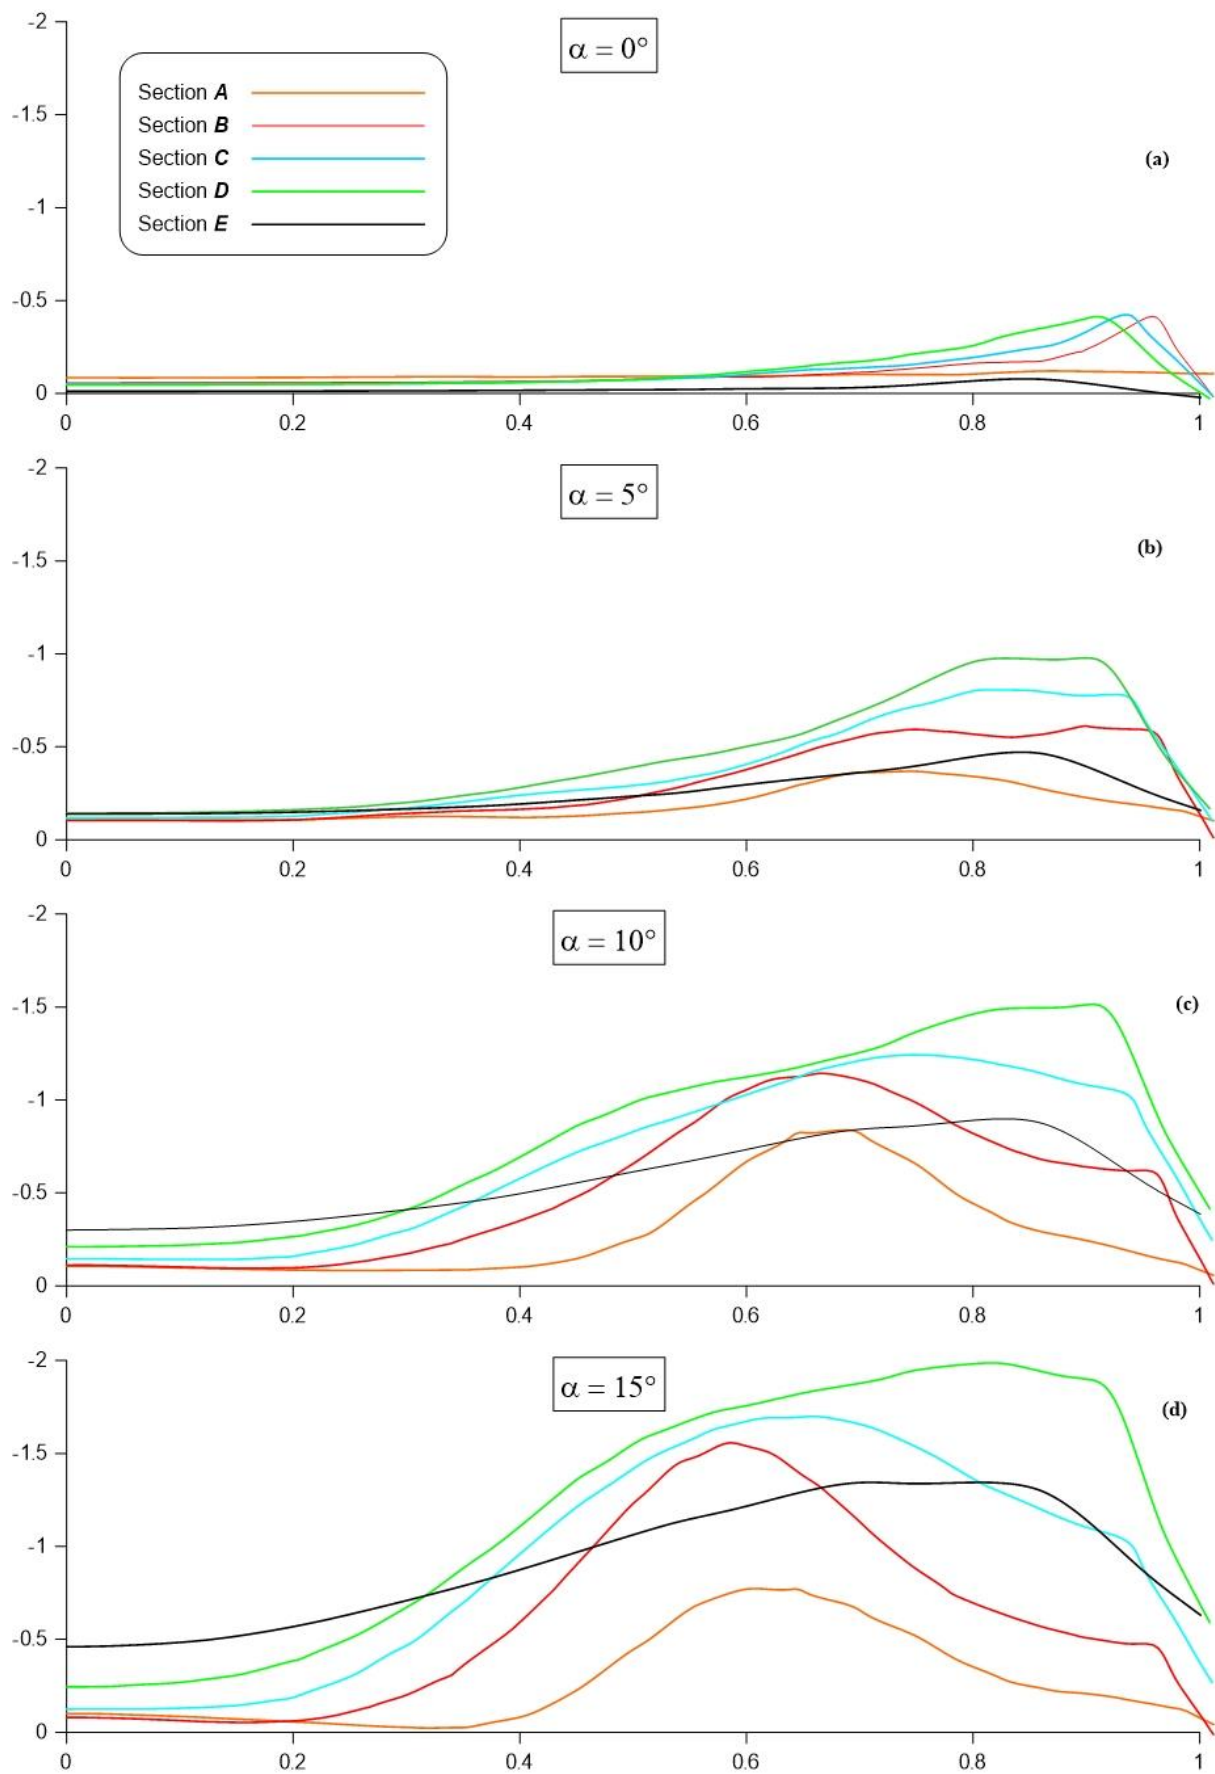 -2
α = 0°
Section A
-1.5
Section B
(a)
Section C
Section D
-1
Section E
-0.5
0
0 0.2 0.4 0.6 0.8 1
-2
α = 5°
-1.5
(b)
-1
-0.5
0
0 0.2 0.4 0.6 0.8 1
-2
α = 10°
-1.5
(c)
-1
-0.5
0
0 0.2 0.4 0.6 0.8 1
-2
α = 15°
(d)
-1.5
-1
-0.5
0
0 0.2 0.4 0.6 0.8 1